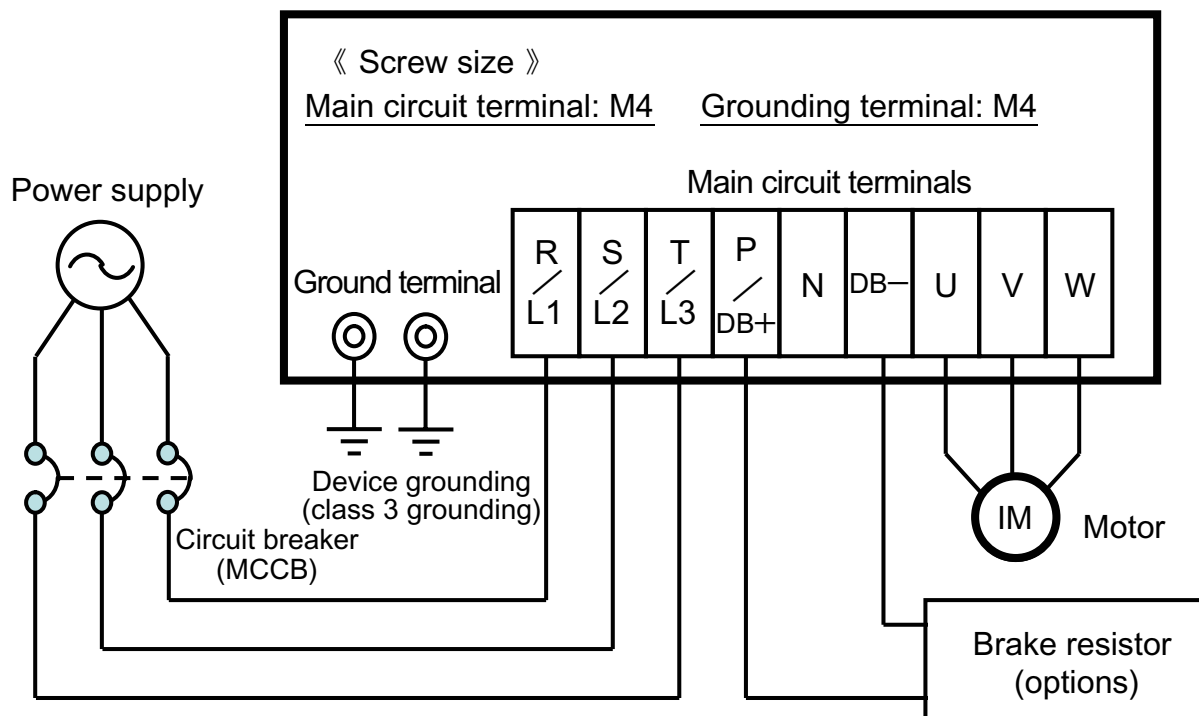 《 Screw size 》
Main circuit terminal: M4
Grounding terminal: M4
Power supply
Main circuit terminals
Ground terminal
R/L1
S/L2
T/L3
P/DB+
N
DB−
U
V
W
Device grounding
(class 3 grounding)
Circuit breaker
(MCCB)
IM
Motor
Brake resistor
(options)